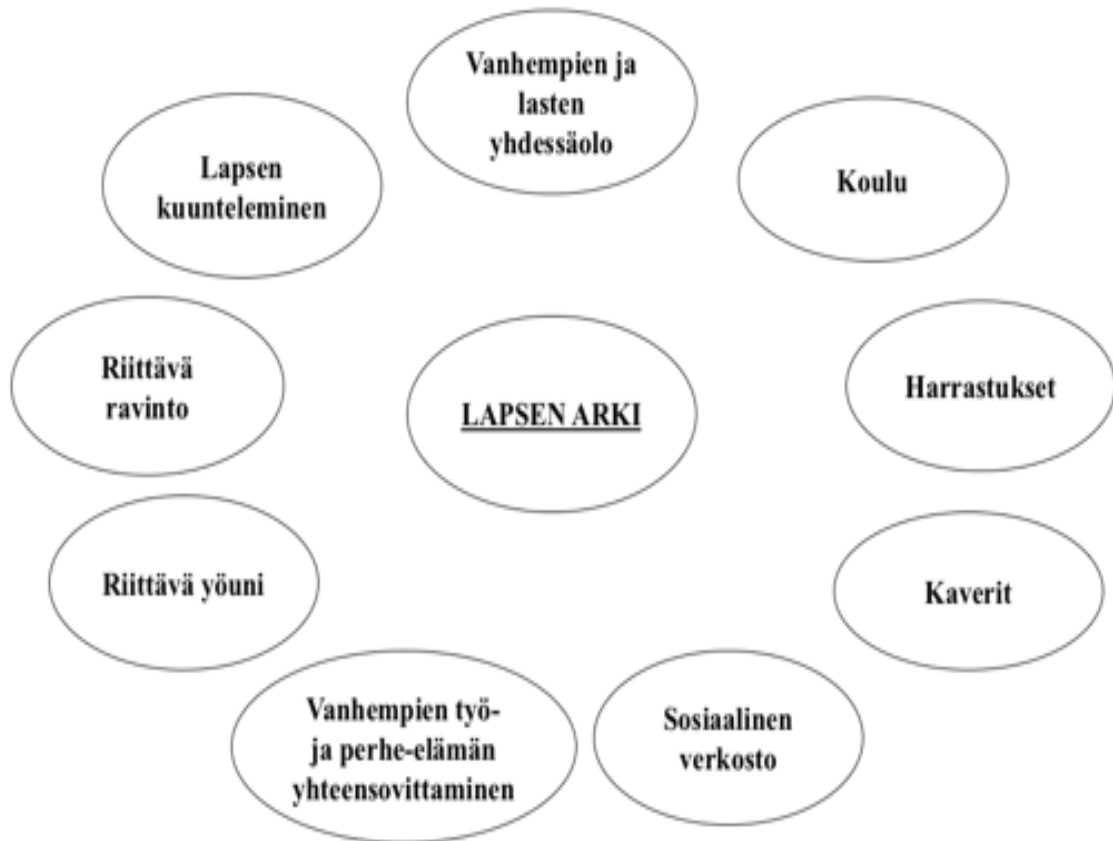 Vanhempien ja
lasten
yhdessäolo
Lapsen
kuunteleminen
Koulu
Riittävä
ravinto
LAPSEN ARKI
Harrastukset
Riittävä yöuni
Kaverit
Vanhempien työ-
ja perhe-elämän
yhteensovittaminen
Sosiaalinen
verkosto